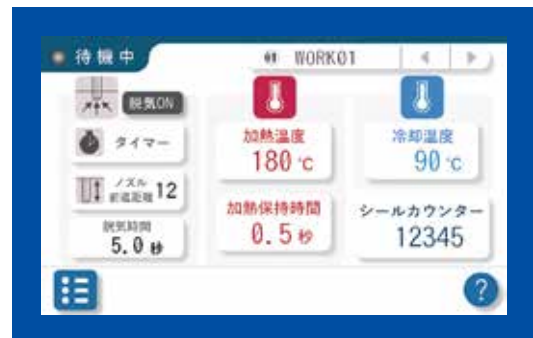 待機中
01 WORK01
脱気ON
タイマー
ノズル
前進距離 12
脱気時間
5.0 秒
加熱温度
180 ℃
加熱保持時間
0.5 秒
冷却温度
90 ℃
シールカウンター
12345
?